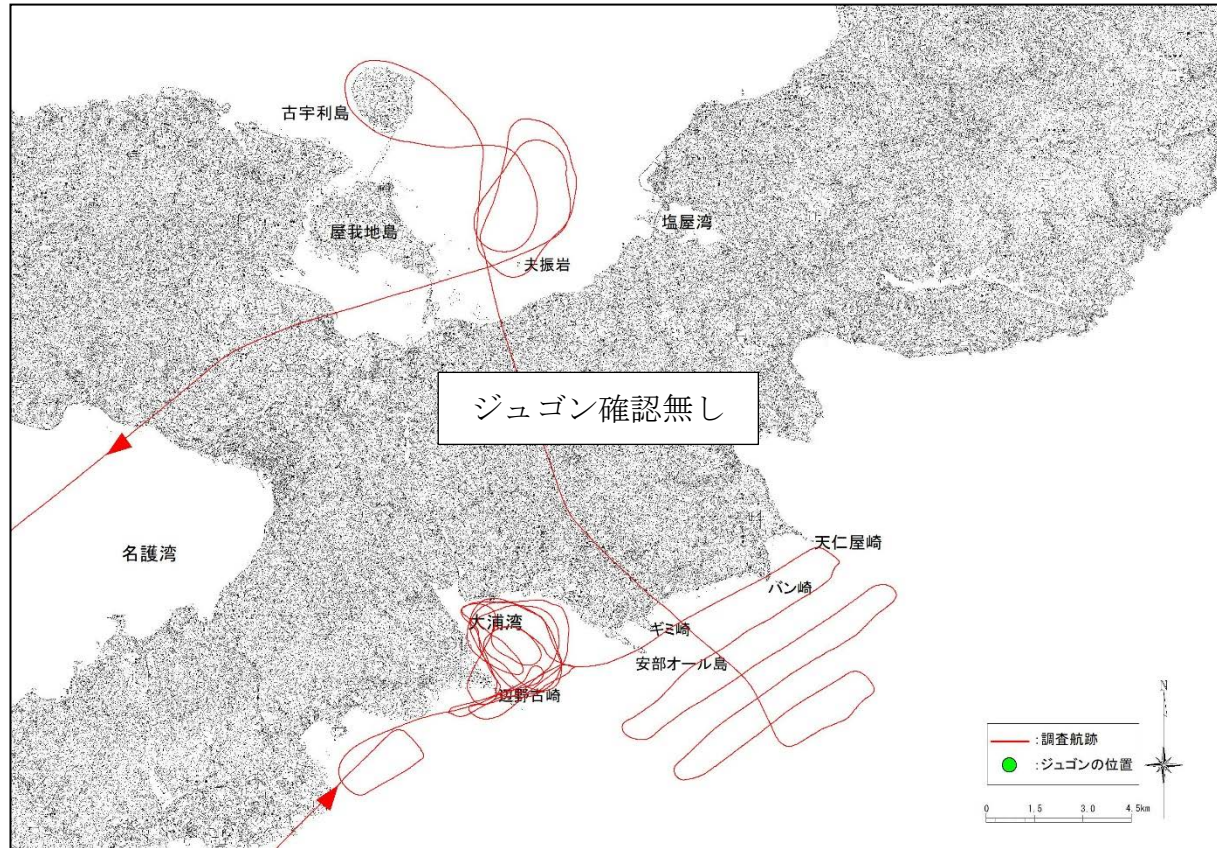 古宇利島
屋我地島
塩屋湾
夫振岩
ジュゴン確認無し
名護湾
天仁屋崎
バン崎
大浦湾
ギミ崎
安部オール島
辺野古崎
N
:調査航跡
:ジュゴンの位置
0 1.5 3.0 4.5km